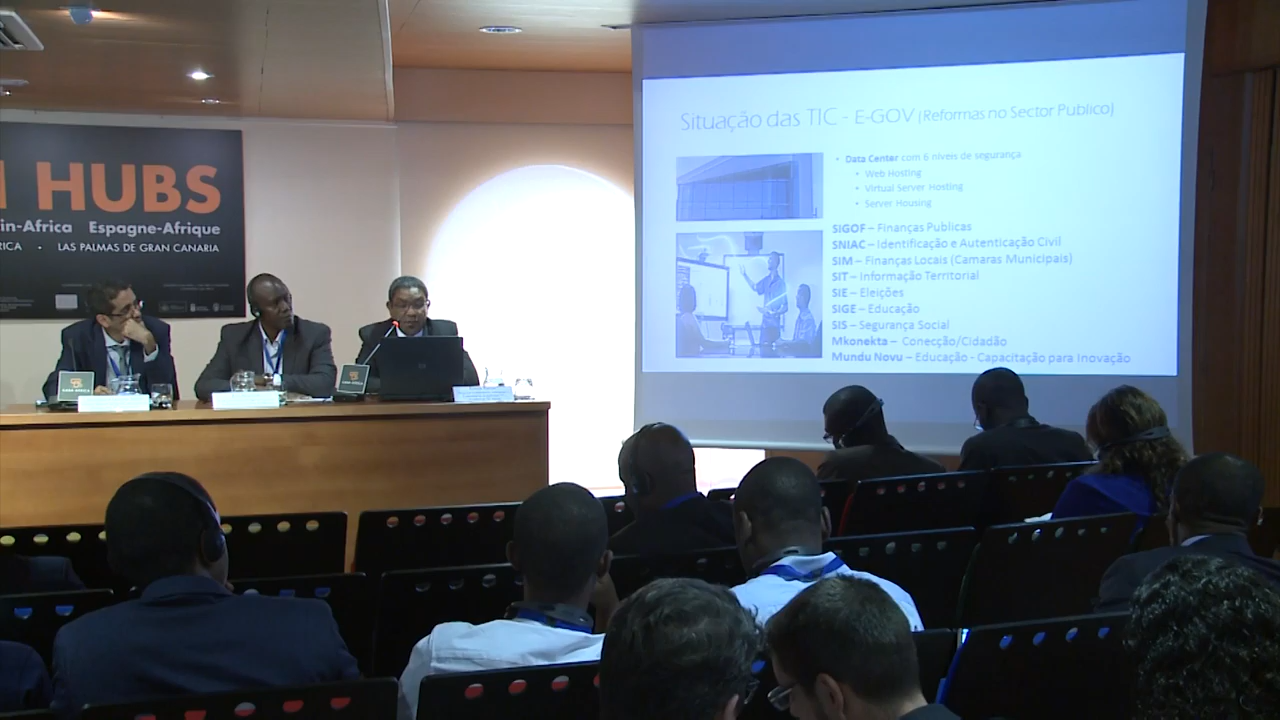 HUBS
in-Africa Espagne-Afrique
RICA • LAS PALMAS DE GRAN CANARIA
Situação das TIC - E-GOV (Reformas no Sector Publico)
• Data Center com 6 níveis de segurança
• Web Hosting
• Virtual Server Hosting
• Server Housing
SIGOF – Finanças Publicas
SNIAC – Identificação e Autenticação Civil
SIM – Finanças Locais (Camaras Municipais)
SIT – Informação Territorial
SIE – Eleições
SIGE – Educação
SIS – Segurança Social
Mkonekta – Conecção/Cidadão
Mundu Novu – Educação - Capacitação para Inovação